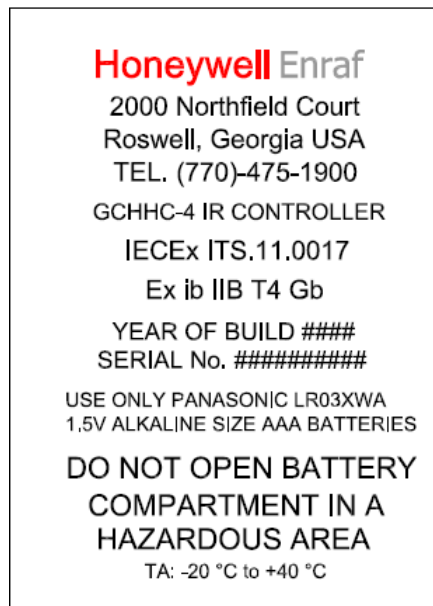 Honeywell Enraf
2000 Northfield Court
Roswell, Georgia USA
TEL. (770)-475-1900
GCHHC-4 IR CONTROLLER
IECEx ITS.11.0017
Ex ib IIB T4 Gb
YEAR OF BUILD ####
SERIAL No. ##########
USE ONLY PANASONIC LR03XWA
1.5V ALKALINE SIZE AAA BATTERIES
DO NOT OPEN BATTERY
COMPARTMENT IN A
HAZARDOUS AREA
TA: -20 °C to +40 °C